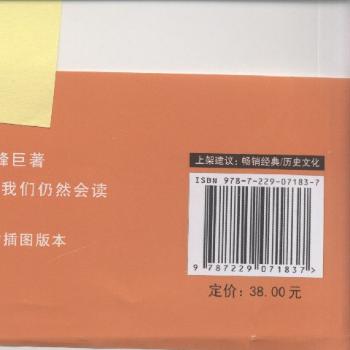 峰巨著
我们仍然会读
插图版本
上架建议：畅销经典/历史文化
ISBN 978-7-229-07183-7
9 787229 071837 >
定价：38.00元